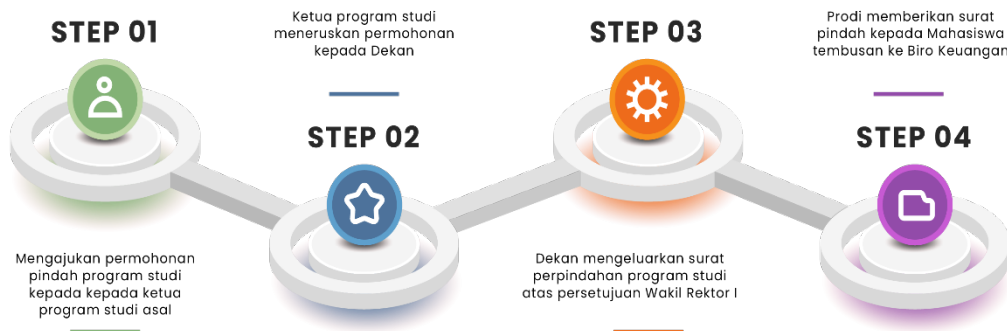 STEP 01
Mengajukan permohonan
pindah program studi
kepada kepada ketua
program studi asal
Ketua program studi
meneruskan permohonan
kepada Dekan
STEP 02
STEP 03
Dekan mengeluarkan surat
perpindahan program studi
atas persetujuan Wakil Rektor I
Prodi memberikan surat
pindah kepada Mahasiswa
tembusan ke Biro Keuangan
STEP 04